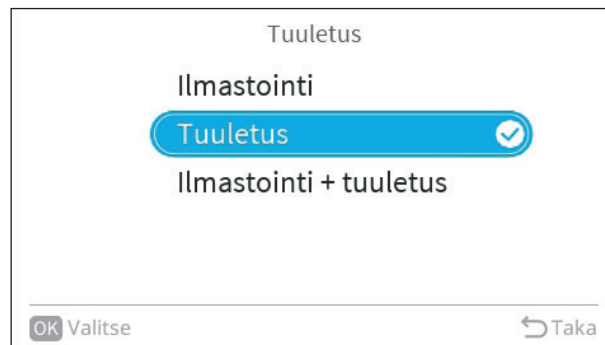 Tuuletus
Ilmastointi
Tuuletus
Ilmastointi + tuuletus
OK Valitse Taka